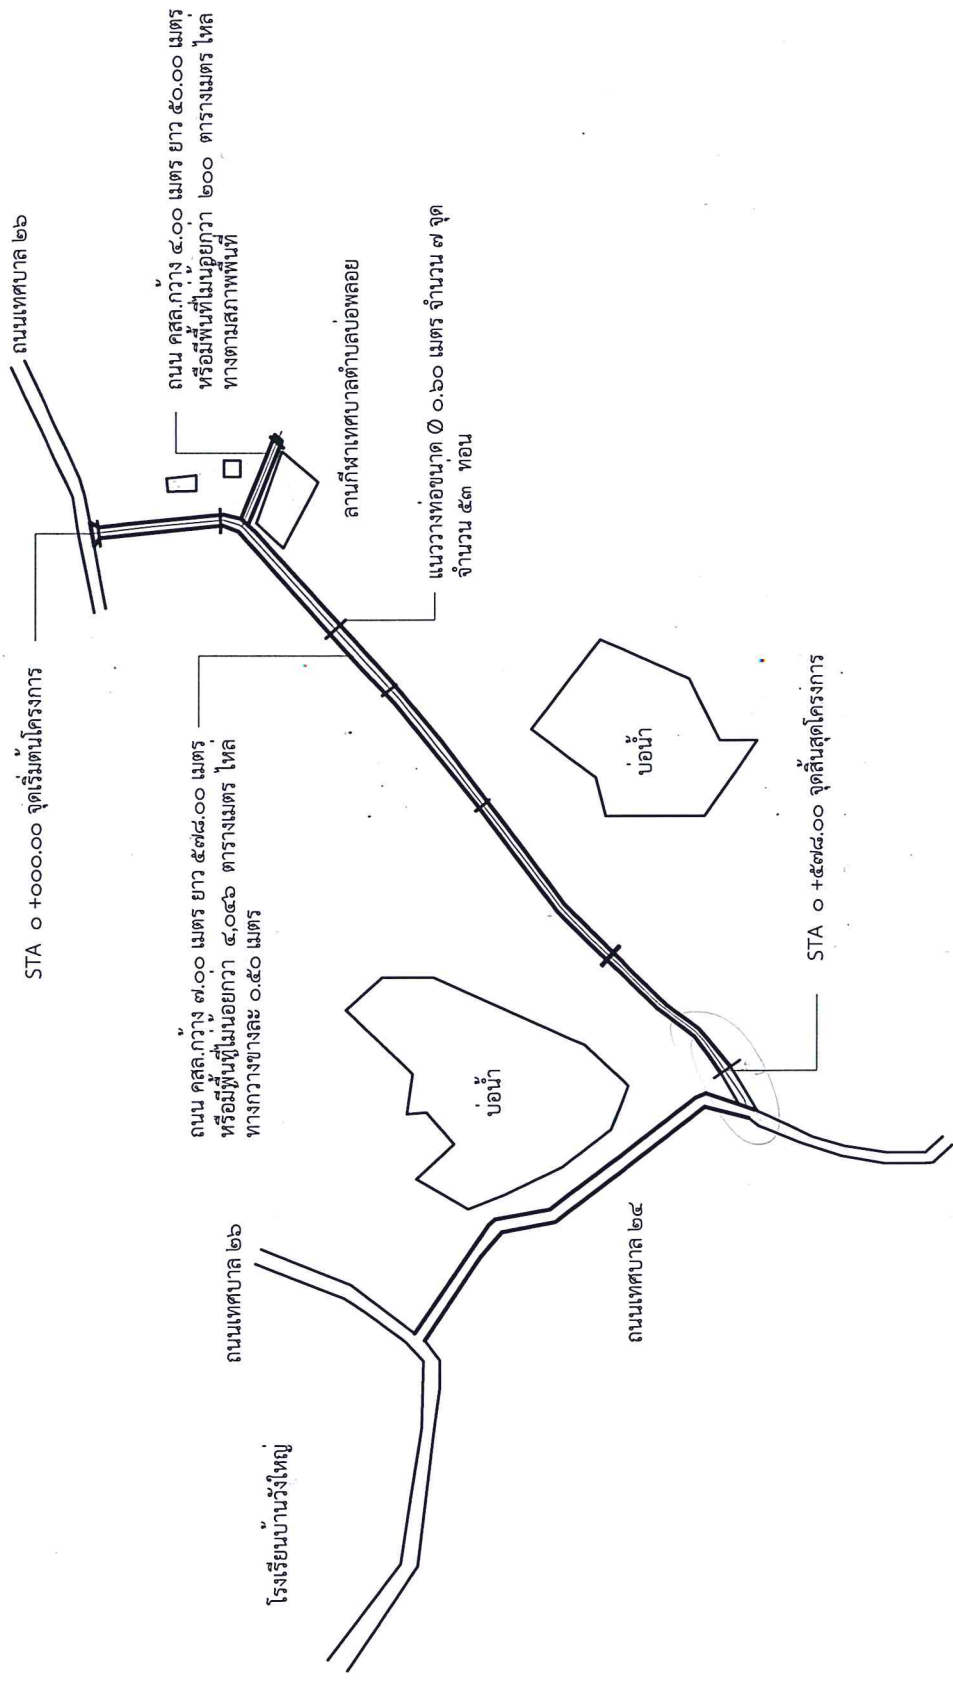 ถนนเทศบาล ๒๖
STA ๐ +๐๐๐.๐๐ จุดเริ่มต้นโครงการ
ถนน คสล.กว้าง ๔.๐๐ เมตร ยาว ๕๐.๐๐ เมตร
หรือมีพื้นที่ไม่น้อยกว่า ๒๐๐ ตารางเมตร ไหล่
ทางตามสภาพพื้นที่
ลานกีฬาเทศบาลตำบลบ่อพลอย
แนววางท่อขนาด Ø ๐.๖๐ เมตร จำนวน ๗ จุด
จำนวน ๕๓ ท่อน
ถนน คสล.กว้าง ๗.๐๐ เมตร ยาว ๕๗๘.๐๐ เมตร
หรือมีพื้นที่ไม่น้อยกว่า ๔,๐๔๖ ตารางเมตร ไหล่
ทางกว้างข้างละ ๐.๕๐ เมตร
บ่อน้ำ
บ่อน้ำ
STA ๐ +๕๗๘.๐๐ จุดสิ้นสุดโครงการ
ถนนเทศบาล ๒๖
ถนนเทศบาล ๒๔
โรงเรียนบ้านวังใหญ่